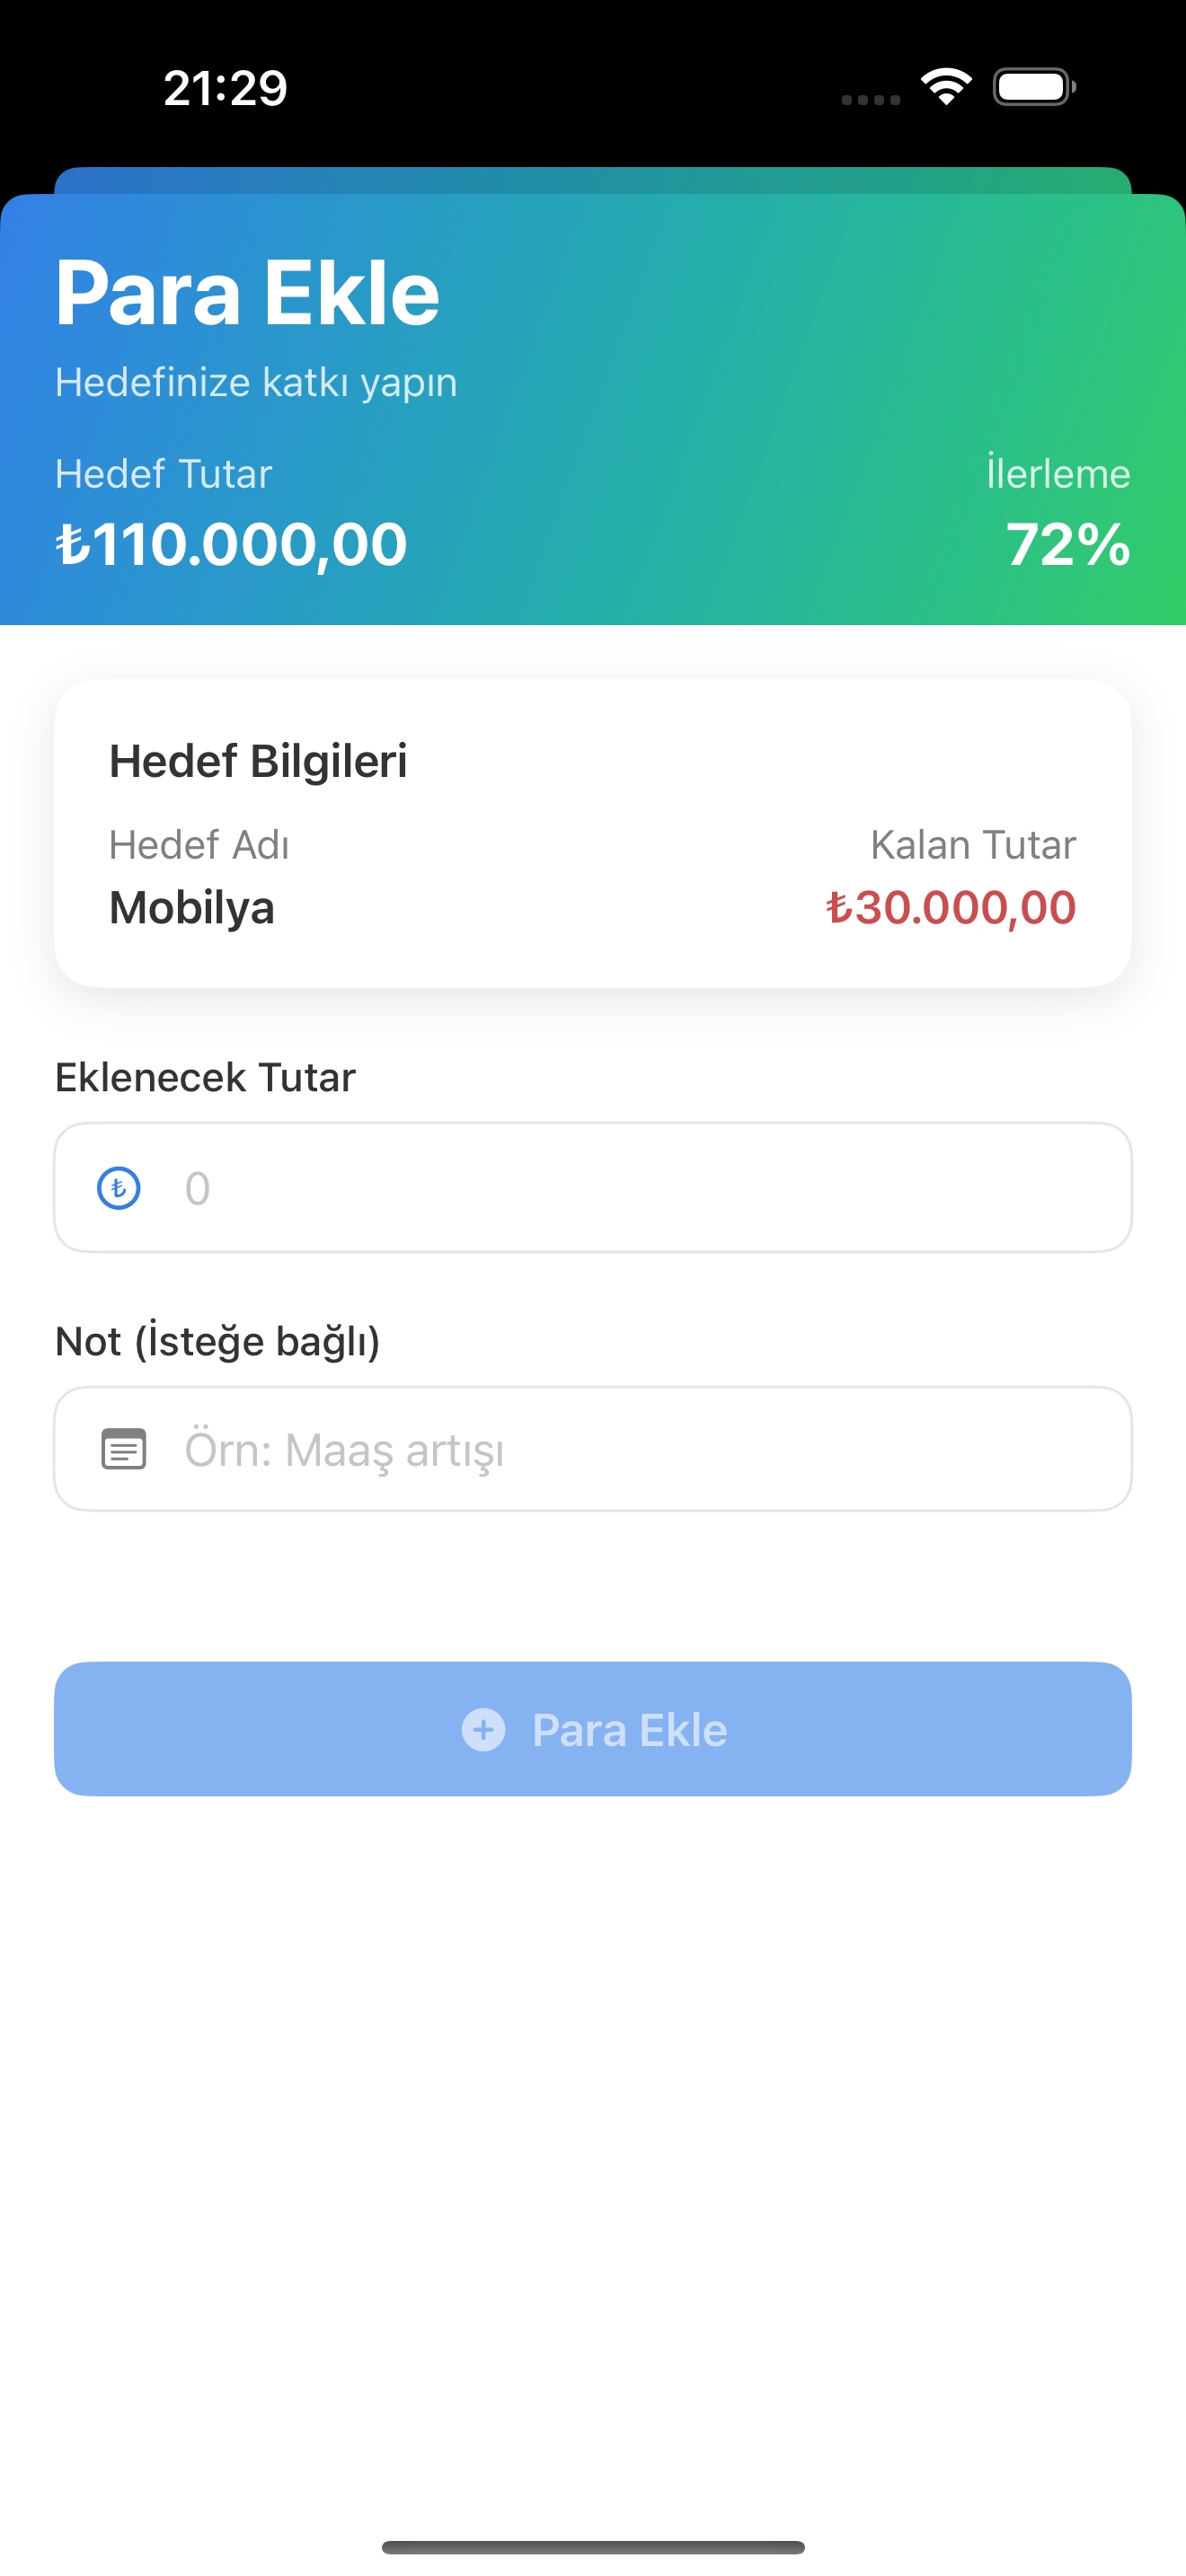 21:29
Para Ekle
Hedefinize katkı yapın
Hedef Tutar
İlerleme
₺110.000,00
72%
Hedef Bilgileri
Hedef Adı
Kalan Tutar
Mobilya
₺30.000,00
Eklenecek Tutar
₺ 0
Not (İsteğe bağlı)
Örn: Maaş artışı
Para Ekle